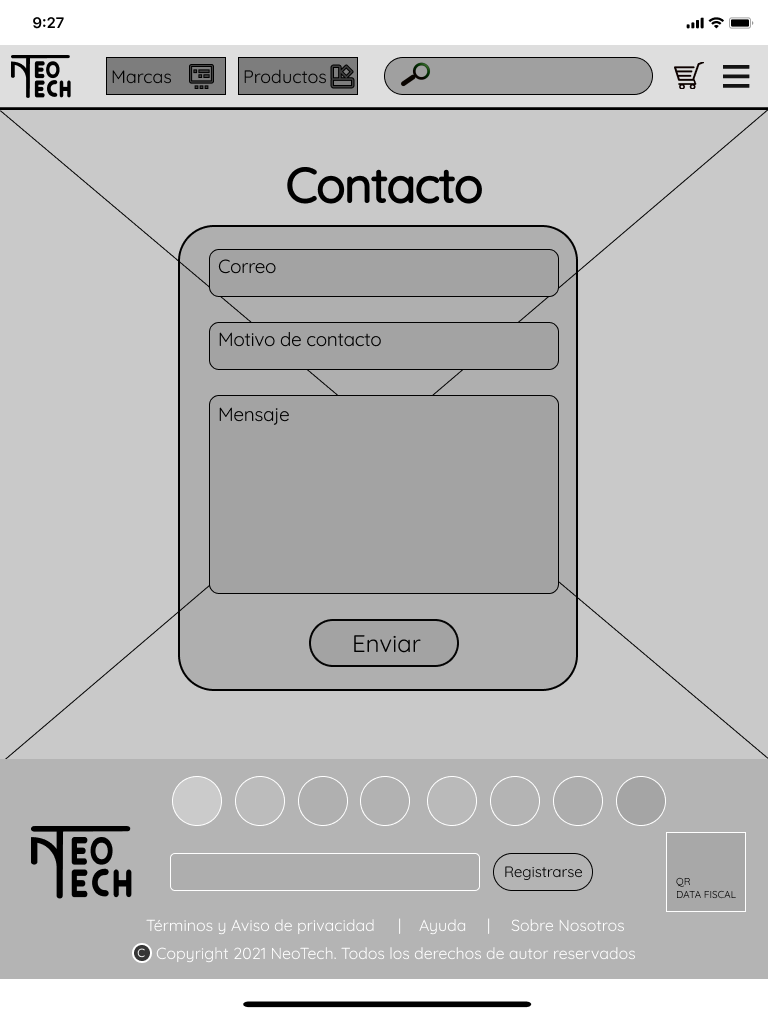 9:27
NEO
TECH
Marcas
Productos
Contacto
Correo
Motivo de contacto
Mensaje
Enviar
NEO
TECH
Registrarse
QR
DATA FISCAL
Términos y Aviso de privacidad | Ayuda | Sobre Nosotros
C Copyright 2021 NeoTech. Todos los derechos de autor reservados